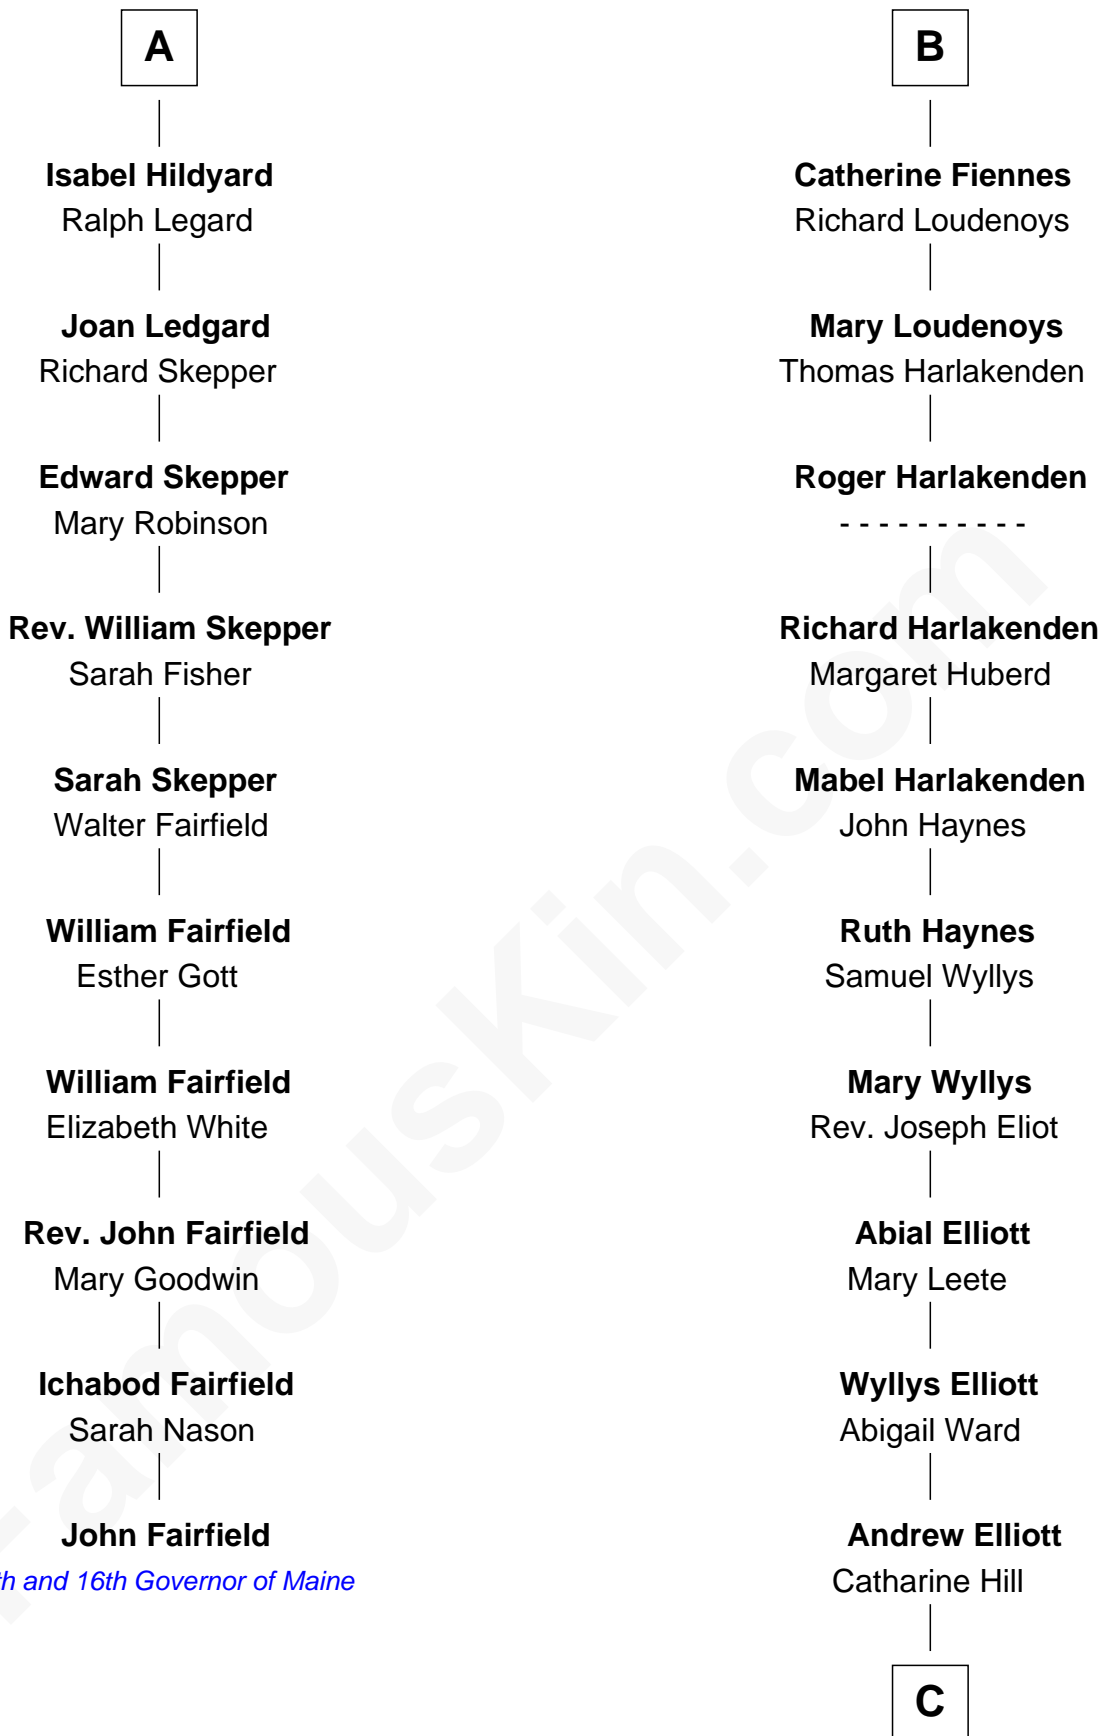 A
Isabel Hildyard
Ralph Legard
Joan Ledgard
Richard Skepper
Edward Skepper
Mary Robinson
Rev. William Skepper
Sarah Fisher
Sarah Skepper
Walter Fairfield
William Fairfield
Esther Gott
William Fairfield
Elizabeth White
Rev. John Fairfield
Mary Goodwin
Ichabod Fairfield
Sarah Nason
John Fairfield
th and 16th Governor of Maine
B
Catherine Fiennes
Richard Loudenoys
Mary Loudenoys
Thomas Harlakenden
Roger Harlakenden
- - - - - - - - - -
Richard Harlakenden
Margaret Huberd
Mabel Harlakenden
John Haynes
Ruth Haynes
Samuel Wyllys
Mary Wyllys
Rev. Joseph Eliot
Abial Elliott
Mary Leete
Wyllys Elliott
Abigail Ward
Andrew Elliott
Catharine Hill
C
FamousKin.com